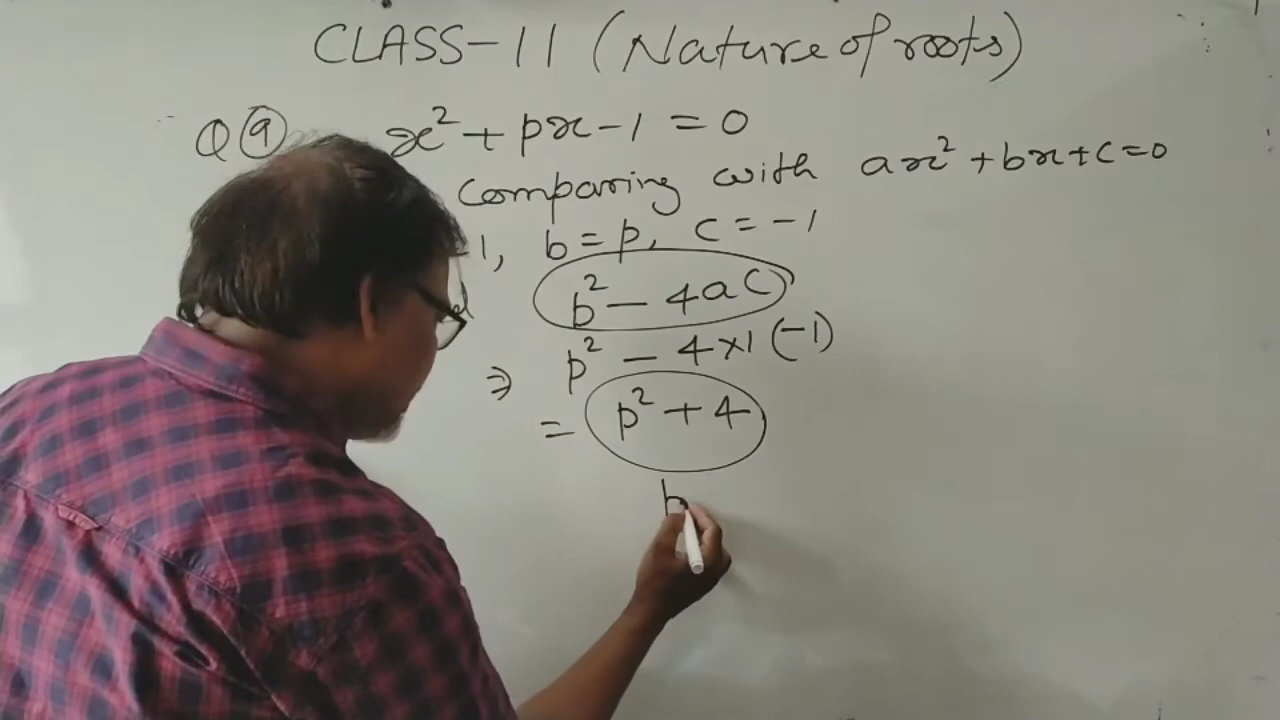 CLASS-11 (Nature of roots)
Q 9 x² + px - 1 = 0
Comparing with ax² + bx + c = 0
1, b = p, c = -1
b² - 4ac
⇒ p² - 4×1(-1)
= p² + 4